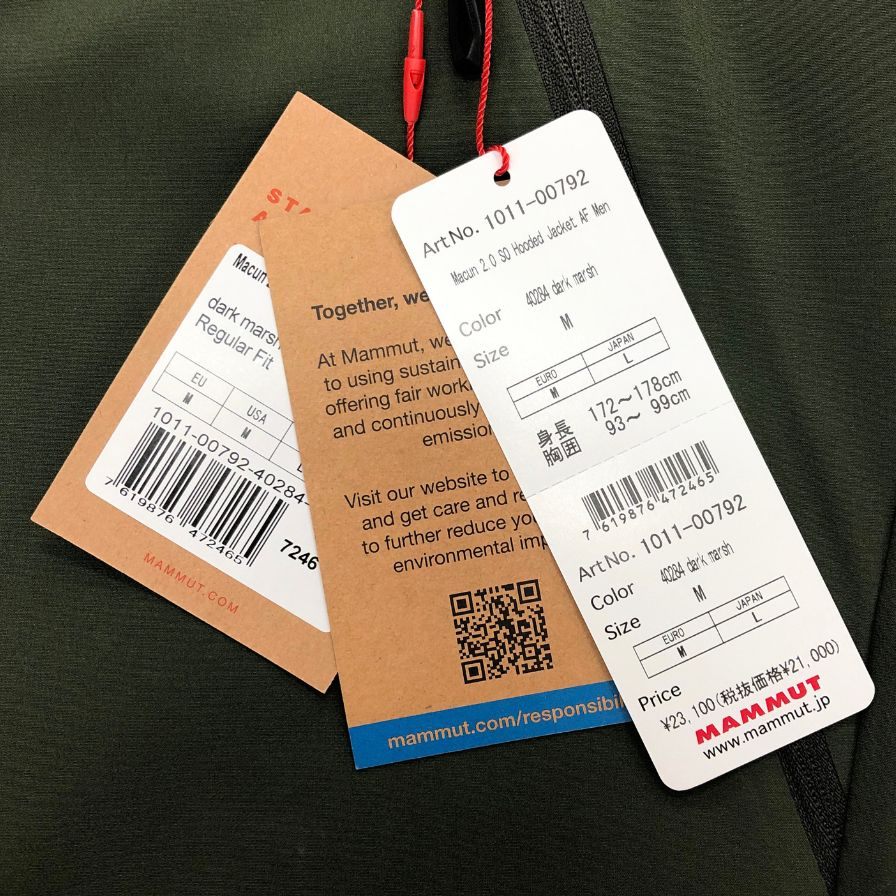 STA
A
Macun 2
dark marsh
Regular Fit
EU USA
M M L
1011-00792-40284-
7 619876 472465
7246
MAMMUT.COM
Together, we
At Mammut, we
to using sustain
offering fair work
and continuously
emission
Visit our website to
and get care and re
to further reduce you
environmental imp
mammut.com/responsibil
Art No. 1011-00792
Macun 2.0 SO Hooded Jacket AF Men
Color 40284 dark marsh
Size M
EURO JAPAN
M L
身長 172～178cm
胸囲 93～ 99cm
7 619876 472465
Art No. 1011-00792
Color 40284 dark marsh
Size M
EURO JAPAN
M L
Price
¥23,100(税抜価格¥21,000)
MAMMUT
www.mammut.jp